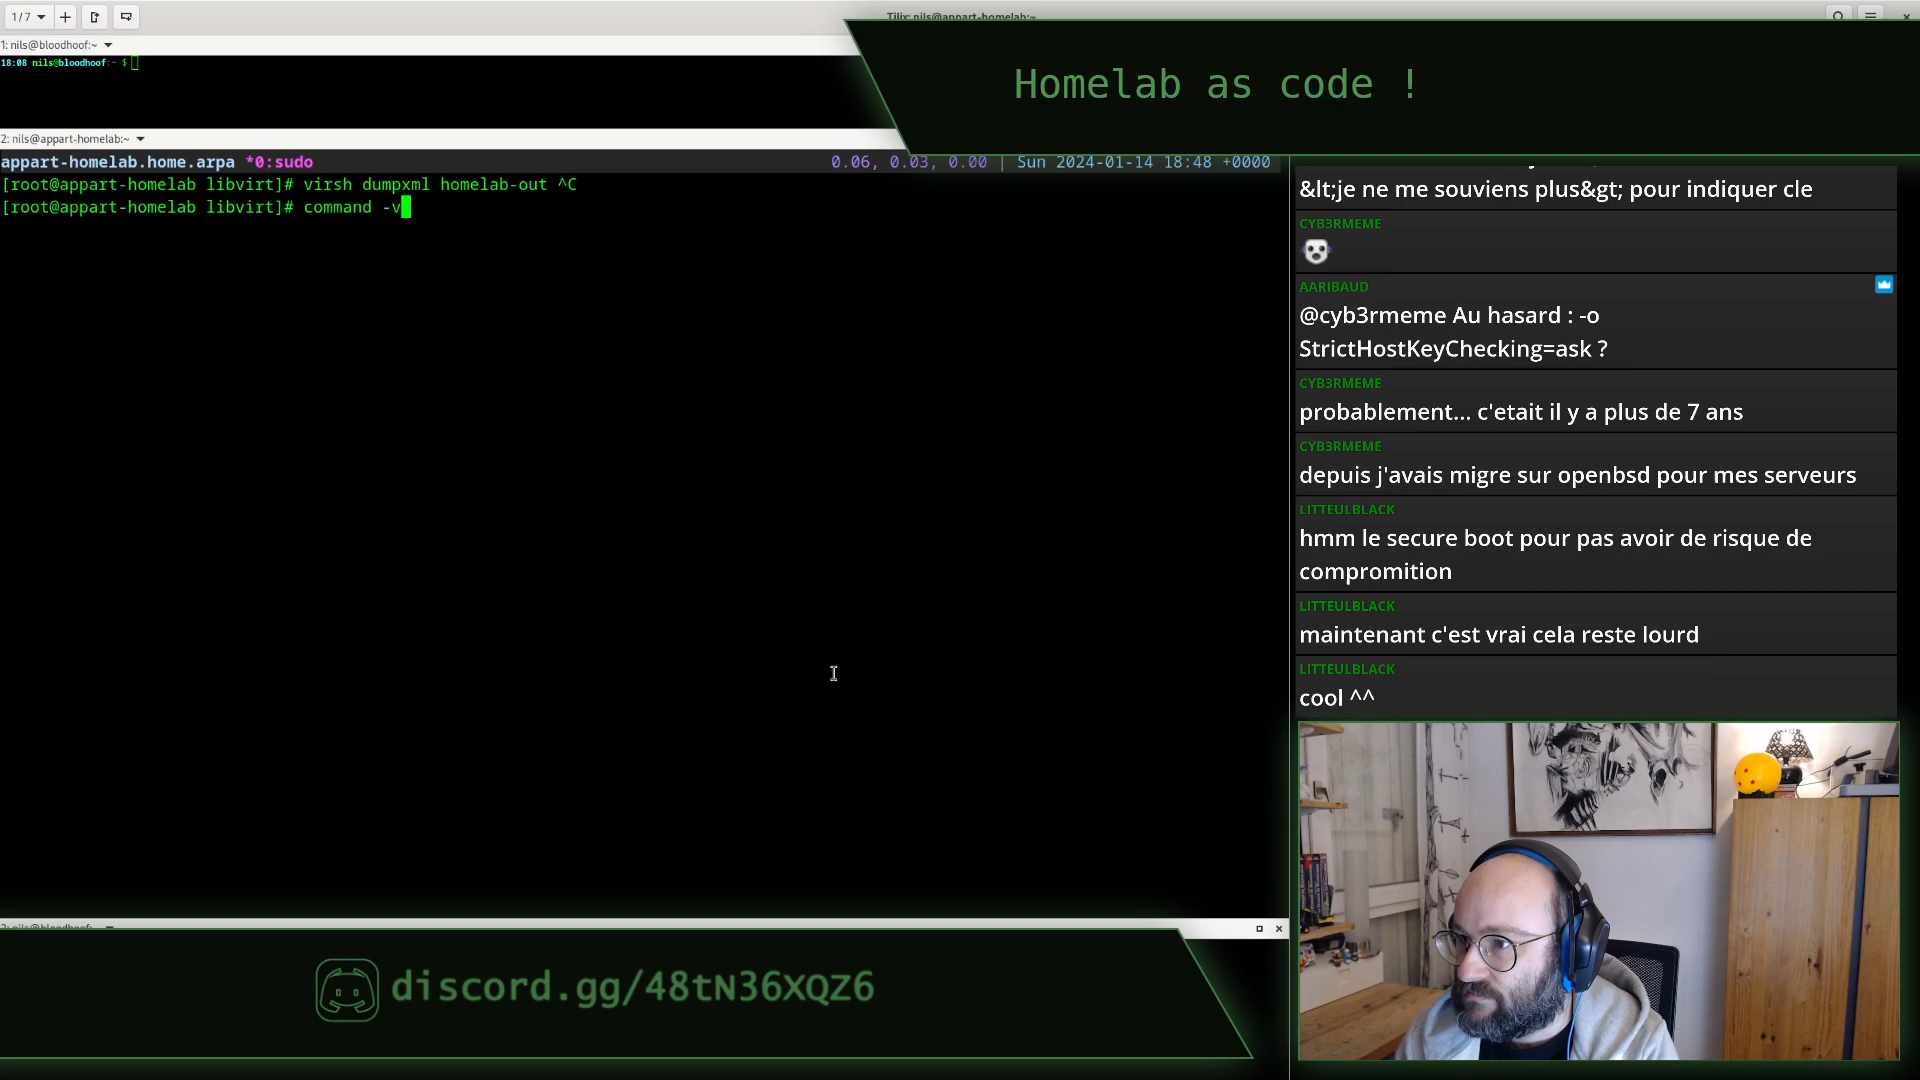 1/7
Tilix: nils@appart-homelab:~
1: nils@bloodhoof:~
18:08 nils@bloodhoof:~ $
Homelab as code !
2: nils@appart-homelab:~
appart-homelab.home.arpa *0:sudo 0.06, 0.03, 0.00 | Sun 2024-01-14 18:48 +0000
[root@appart-homelab libvirt]# virsh dumpxml homelab-out ^C
[root@appart-homelab libvirt]# command -v
&lt;je ne me souviens plus&gt; pour indiquer cle
CYB3RMEME
AARIBAUD
@cyb3rmeme Au hasard : -o
StrictHostKeyChecking=ask ?
CYB3RMEME
probablement... c'etait il y a plus de 7 ans
CYB3RMEME
depuis j'avais migre sur openbsd pour mes serveurs
LITTEULBLACK
hmm le secure boot pour pas avoir de risque de
compromition
LITTEULBLACK
maintenant c'est vrai cela reste lourd
LITTEULBLACK
cool ^^
discord.gg/48tN36XQZ6